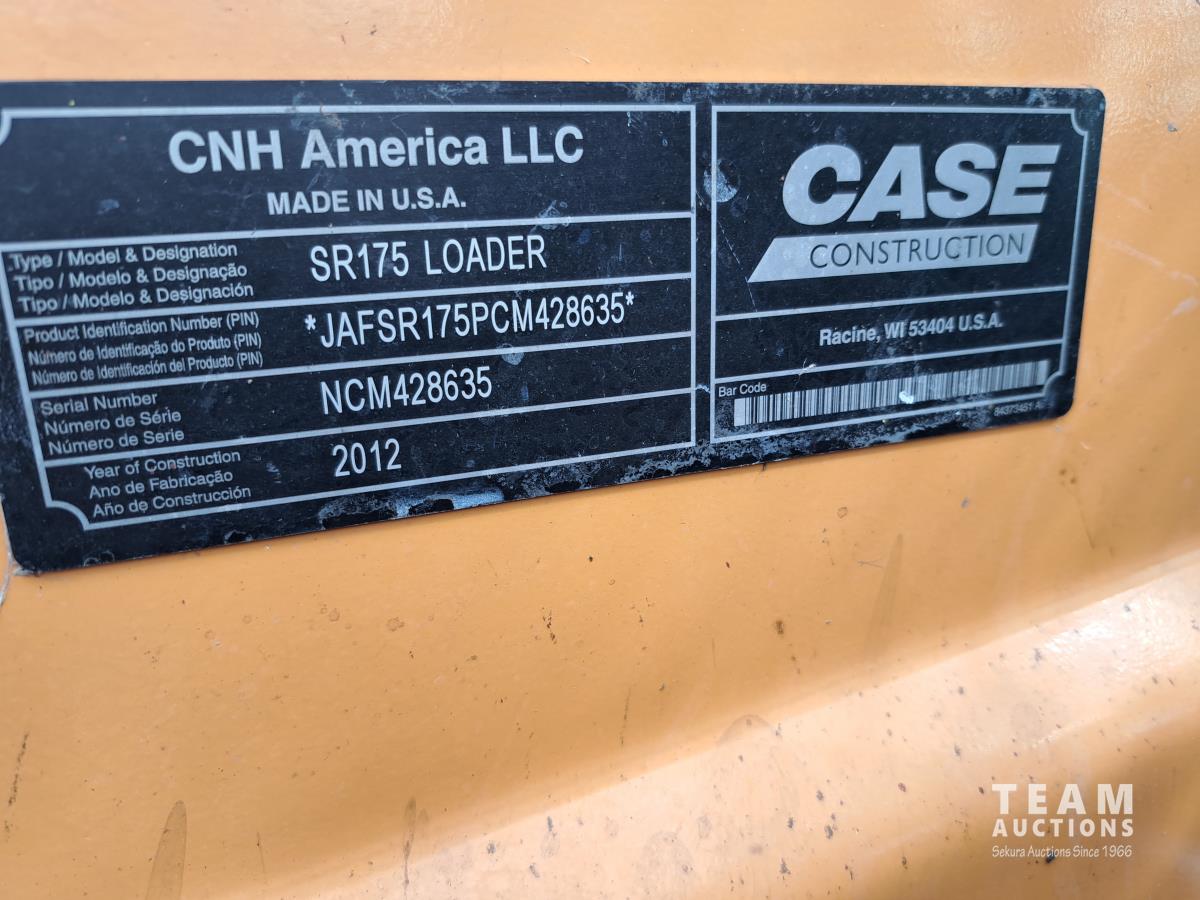 CNH America LLC
MADE IN U.S.A.
Type / Model & Designation
Tipo / Modelo & Designação
Tipo / Modelo & Designación
SR175 LOADER
Product Identification Number (PIN)
Número de Identificação do Produto (PIN)
Número de Identificación del Producto (PIN)
*JAFSR175PCM428635*
Serial Number
Número de Série
Número de Serie
NCM428635
Year of Construction
Ano de Fabricação
Año de Construcción
2012
CASE
CONSTRUCTION
Racine, WI 53404 U.S.A.
Bar Code
84373451 A
TEAM
AUCTIONS
Sekura Auctions Since 1966